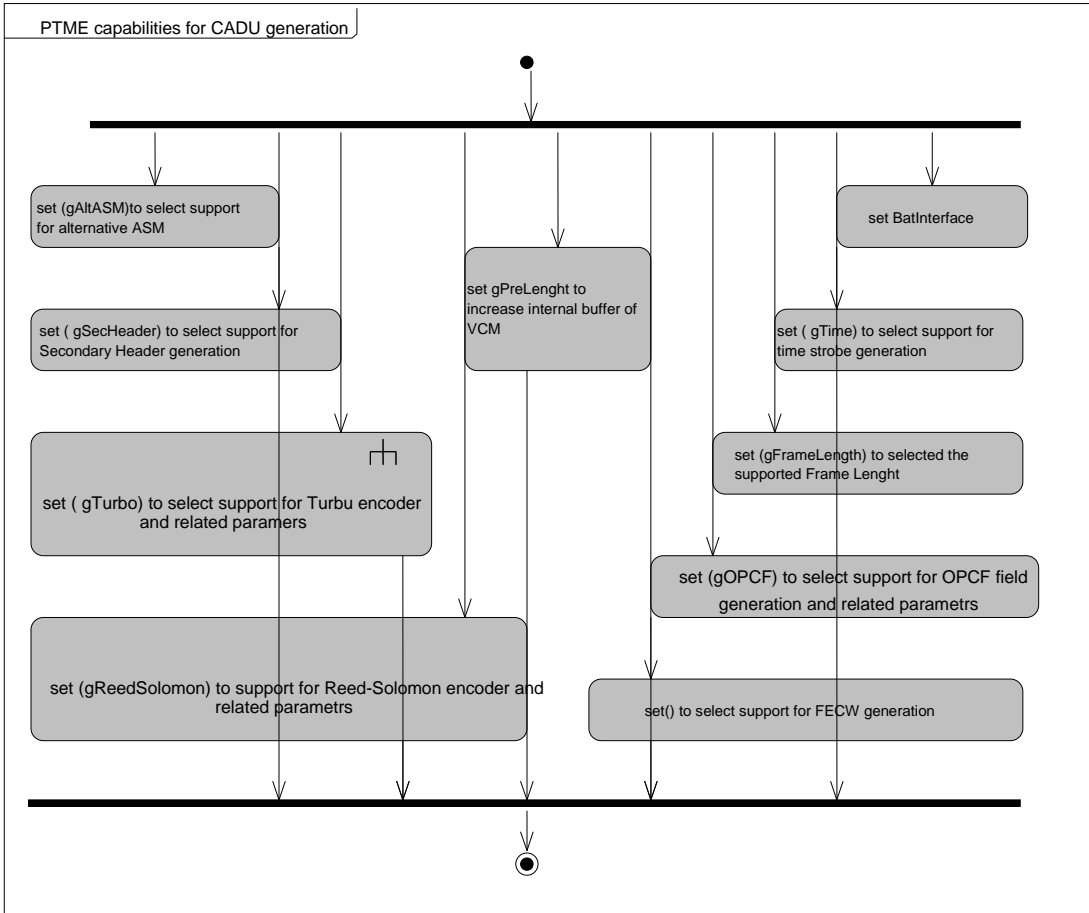 PTME capabilities for CADU generation
set (gAltASM)to select support
for alternative ASM
set BatInterface
set gPreLenght to
increase internal buffer of
VCM
set ( gSecHeader) to select support for
Secondary Header generation
set ( gTime) to select support for
time strobe generation
set (gFrameLength) to selected the
supported Frame Lenght
set ( gTurbo) to select support for Turbu encoder
and related paramers
set (gOPCF) to select support for OPCF field
generation and related parametrs
set (gReedSolomon) to support for Reed-Solomon encoder and
related parametrs
set() to select support for FECW generation